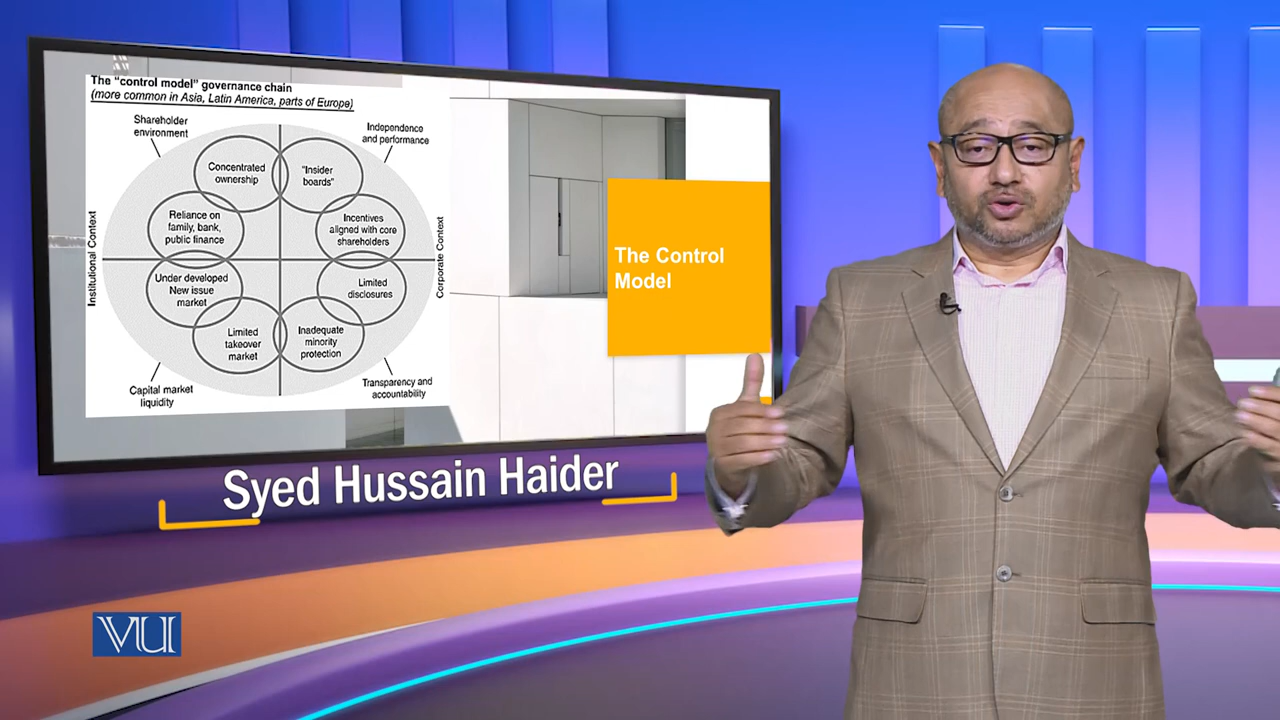 The "control model" governance chain
(more common in Asia, Latin America, parts of Europe)
Shareholder
environment
Independence
and performance
Concentrated
ownership
"Insider
boards"
Reliance on
family, bank,
public finance
Incentives
aligned with core
shareholders
Institutional Context
Corporate Context
Under developed
New issue
market
Limited
disclosures
Limited
takeover
market
Inadequate
minority
protection
Capital market
liquidity
Transparency and
accountability
The Control
Model
Syed Hussain Haider
VU